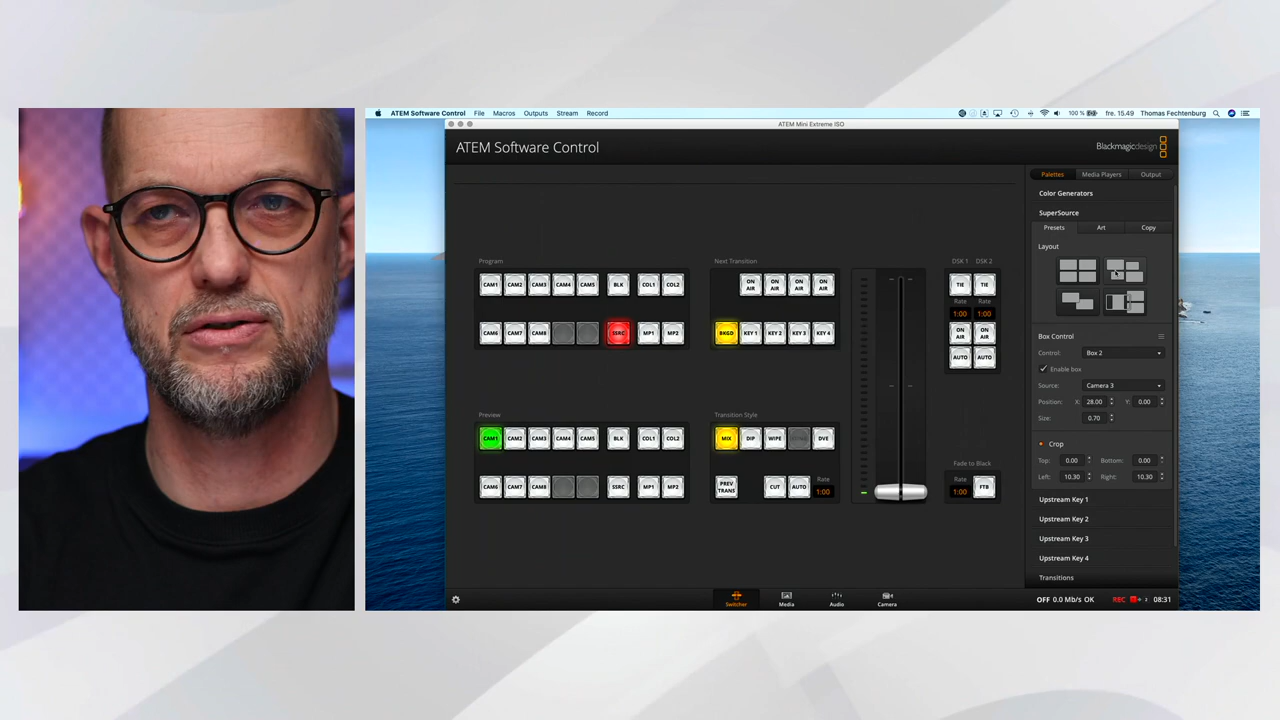 ATEM Software Control File Macros Outputs Stream Record
100 % fre. 15.49 Thomas Fechtenburg
ATEM Mini Extreme ISO
ATEM Software Control
Blackmagicdesign
Palettes Media Players Output
Color Generators
SuperSource
Presets Art Copy
Layout
Program
CAM1 CAM2 CAM3 CAM4 CAM5 BLK COL1 COL2
CAM6 CAM7 CAM8 SSRC MP1 MP2
Next Transition
ON AIR ON AIR ON AIR ON AIR
BKGD KEY 1 KEY 2 KEY 3 KEY 4
DSK 1 DSK 2
TIE TIE
Rate Rate
1:00 1:00
ON AIR ON AIR
AUTO AUTO
Preview
CAM1 CAM2 CAM3 CAM4 CAM5 BLK COL1 COL2
CAM6 CAM7 CAM8 SSRC MP1 MP2
Transition Style
MIX DIP WIPE DVE
PREV TRANS CUT AUTO Rate 1:00
Fade to Black
Rate
1:00 FTB
Box Control
Control: Box 2
Enable box
Source: Camera 3
Position: X: 28.00 Y: 0.00
Size: 0.70
Crop
Top: 0.00 Bottom: 0.00
Left: 10.30 Right: 10.30
Upstream Key 1
Upstream Key 2
Upstream Key 3
Upstream Key 4
Transitions
Switcher Media Audio Camera
OFF 0.0 Mb/s OK REC 2 08:31